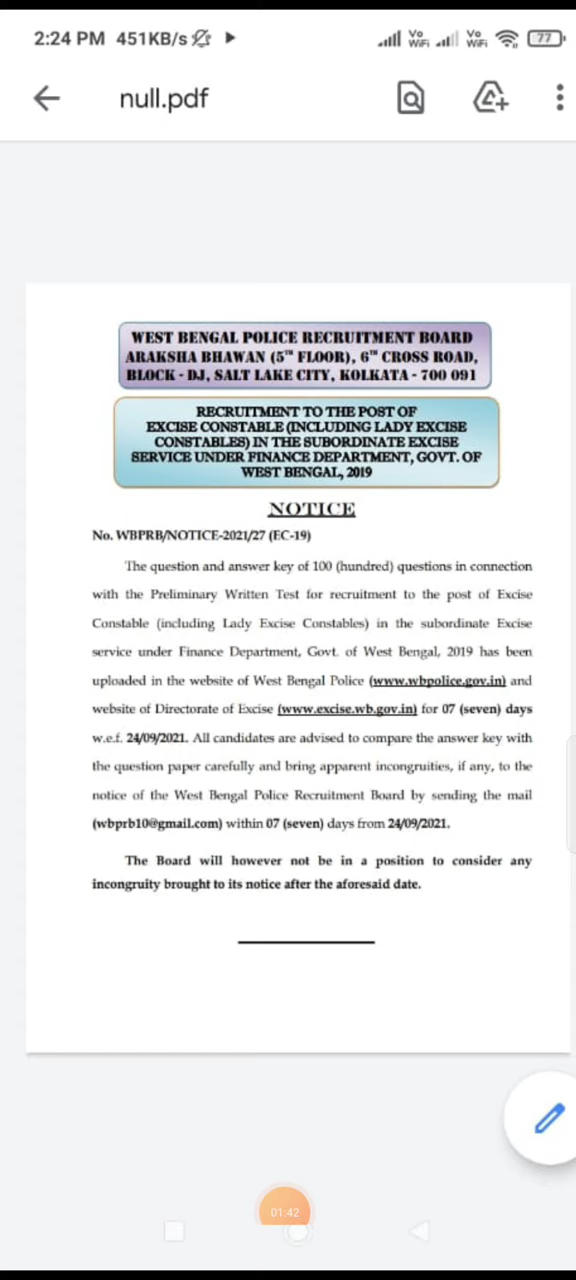 2:24 PM 451KB/s Vo WiFi Vo WiFi 77
null.pdf
WEST BENGAL POLICE RECRUITMENT BOARD
ARAKSHA BHAWAN (5TH FLOOR), 6TH CROSS ROAD,
BLOCK - DJ, SALT LAKE CITY, KOLKATA - 700 091
RECRUITMENT TO THE POST OF
EXCISE CONSTABLE (INCLUDING LADY EXCISE
CONSTABLES) IN THE SUBORDINATE EXCISE
SERVICE UNDER FINANCE DEPARTMENT, GOVT. OF
WEST BENGAL, 2019
NOTICE
No. WBPRB/NOTICE-2021/27 (EC-19)
The question and answer key of 100 (hundred) questions in connection
with the Preliminary Written Test for recruitment to the post of Excise
Constable (including Lady Excise Constables) in the subordinate Excise
service under Finance Department, Govt. of West Bengal, 2019 has been
uploaded in the website of West Bengal Police (www.wbpolice.gov.in) and
website of Directorate of Excise (www.excise.wb.gov.in) for 07 (seven) days
w.e.f. 24/09/2021. All candidates are advised to compare the answer key with
the question paper carefully and bring apparent incongruities, if any, to the
notice of the West Bengal Police Recruitment Board by sending the mail
(wbprb10@gmail.com) within 07 (seven) days from 24/09/2021.
The Board will however not be in a position to consider any
incongruity brought to its notice after the aforesaid date.
01:42